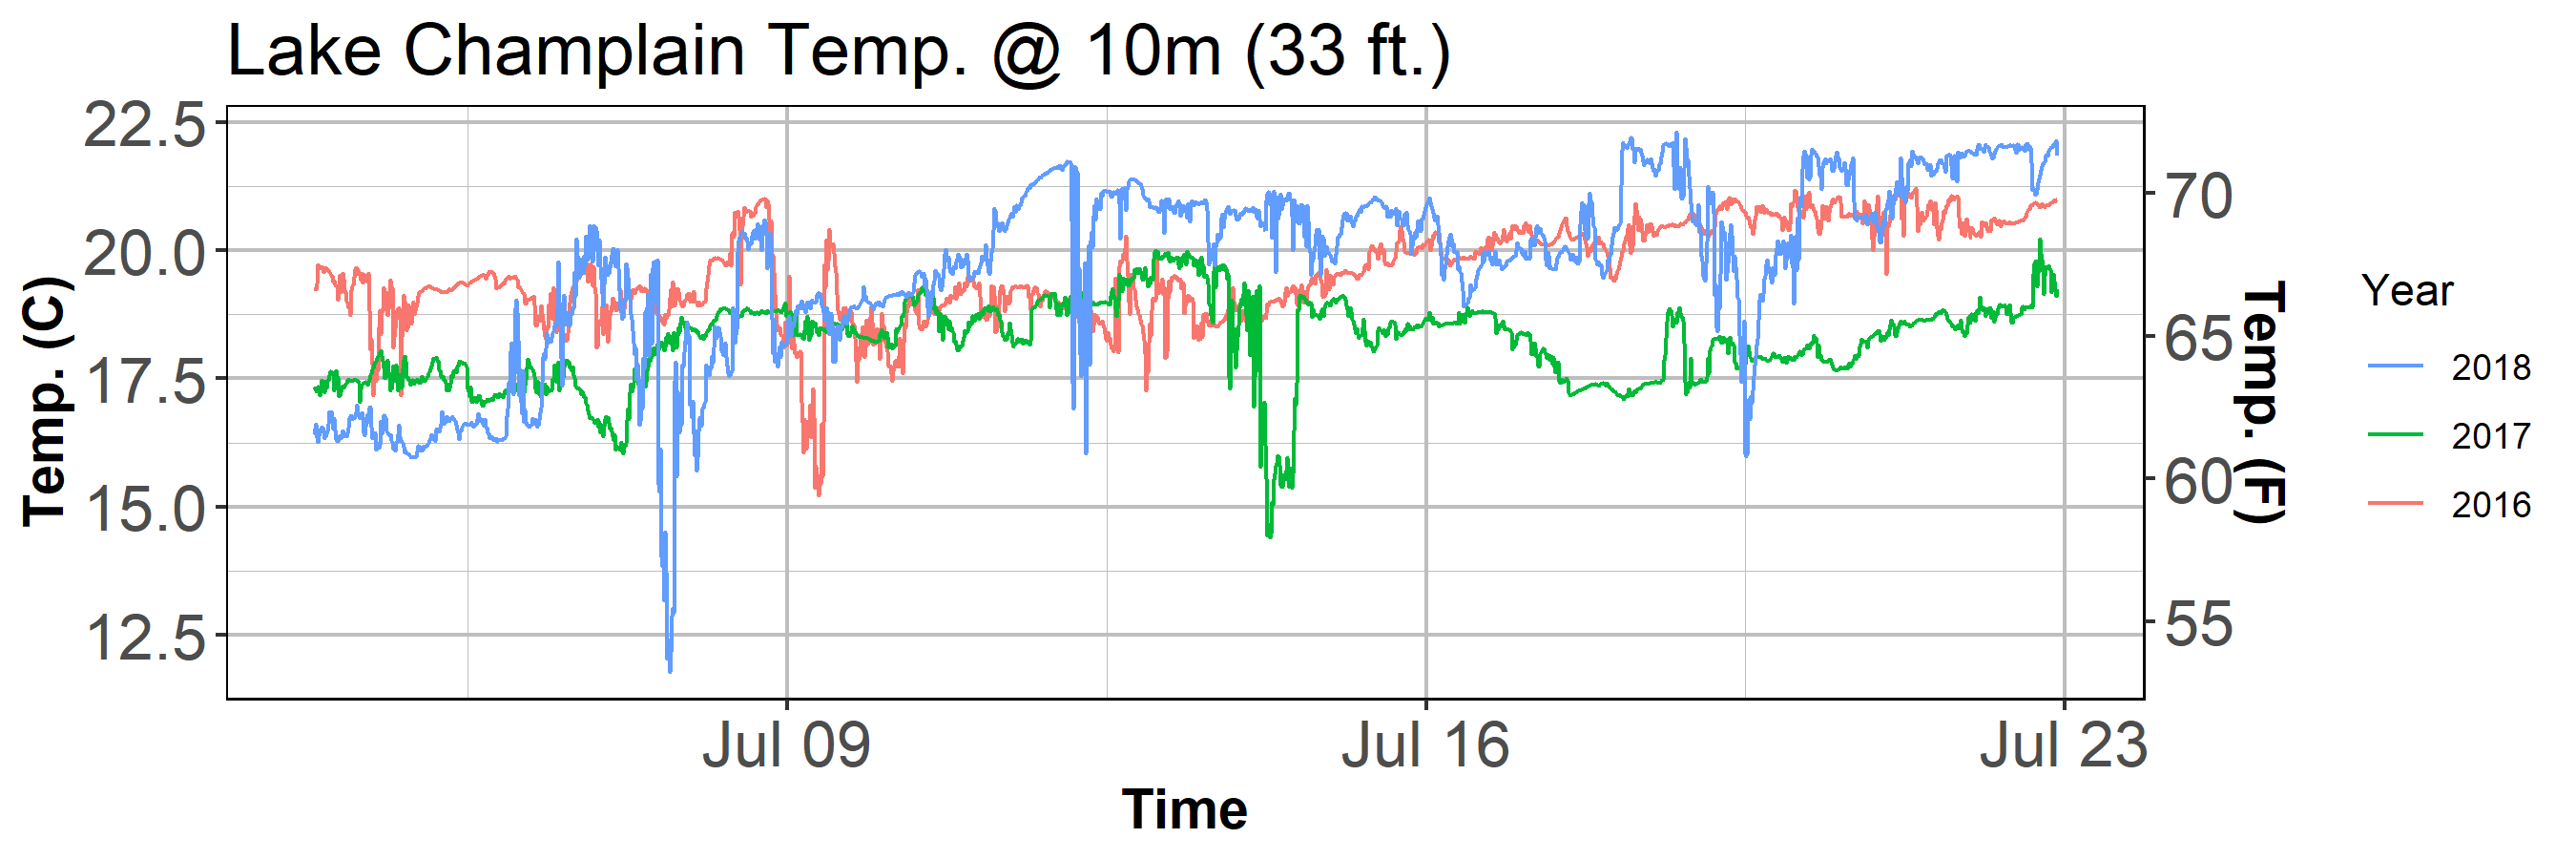 Lake Champlain Temp. @ 10m (33 ft.)
22.5
20.0
17.5
15.0
12.5
Temp. (C)
70
65
60
55
Temp. (F)
Jul 09
Jul 16
Jul 23
Time
Year
2018
2017
2016